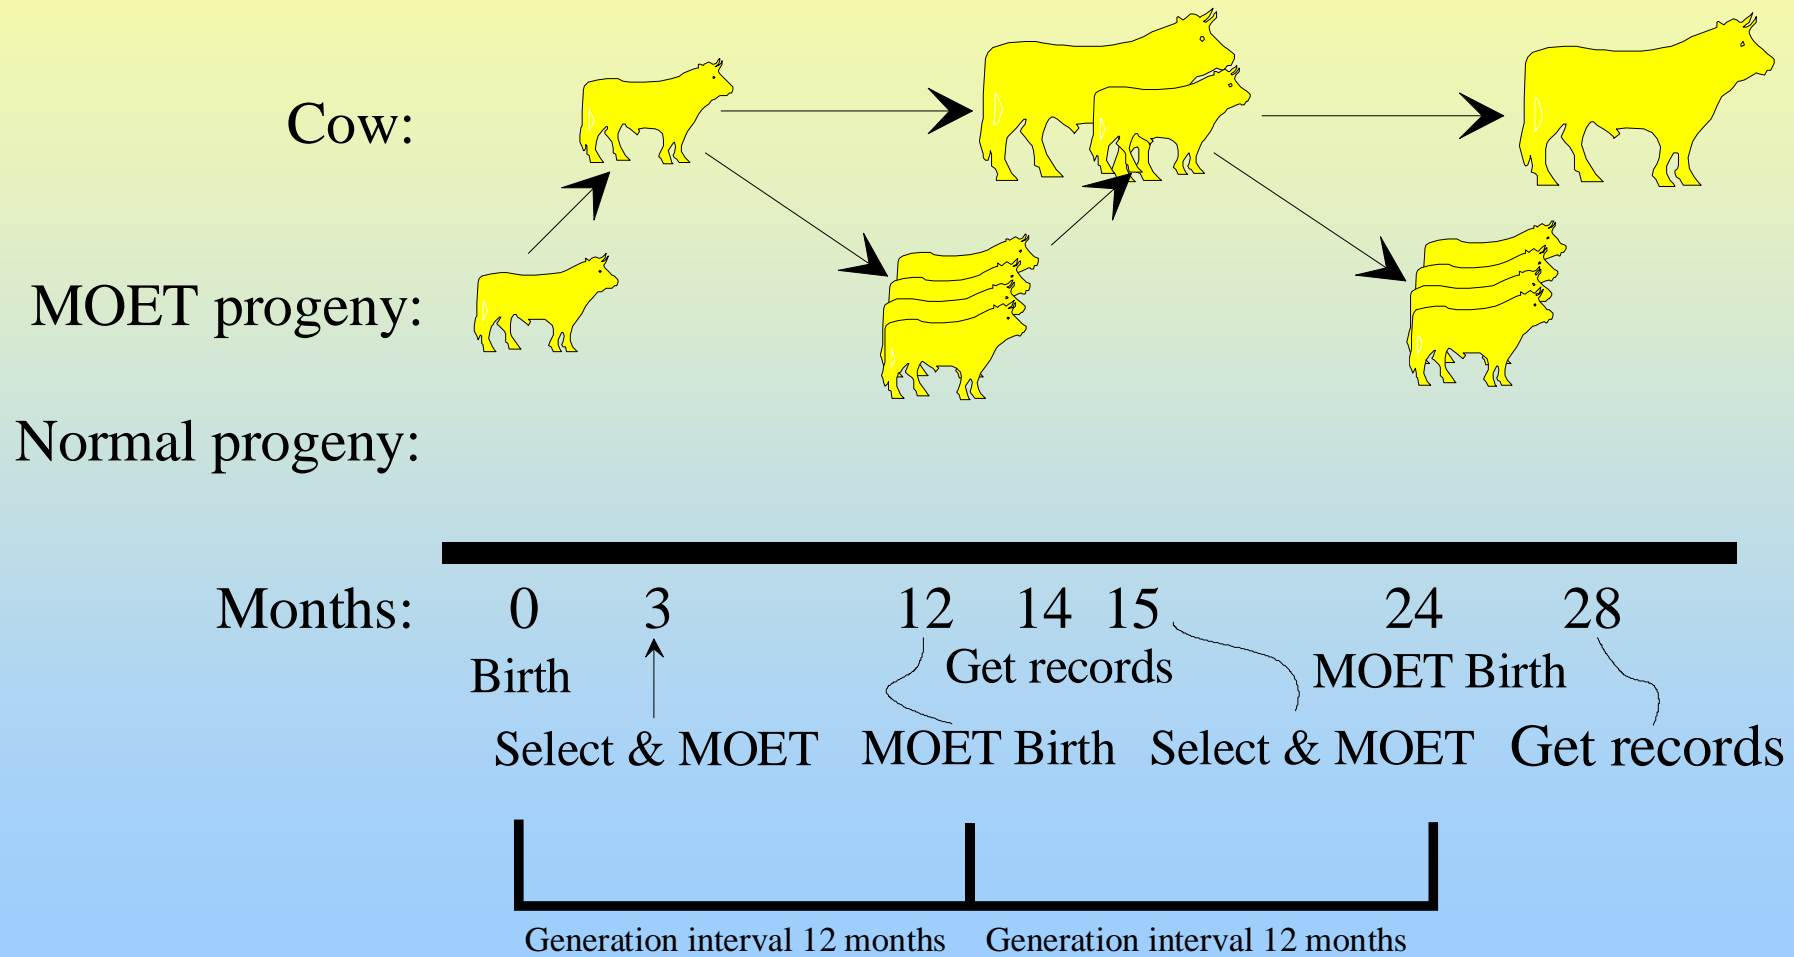 Cow:
MOET progeny:
Normal progeny:
Months: 0 3 12 14 15 24 28
Birth Get records MOET Birth
Select & MOET MOET Birth Select & MOET Get records
Generation interval 12 months Generation interval 12 months